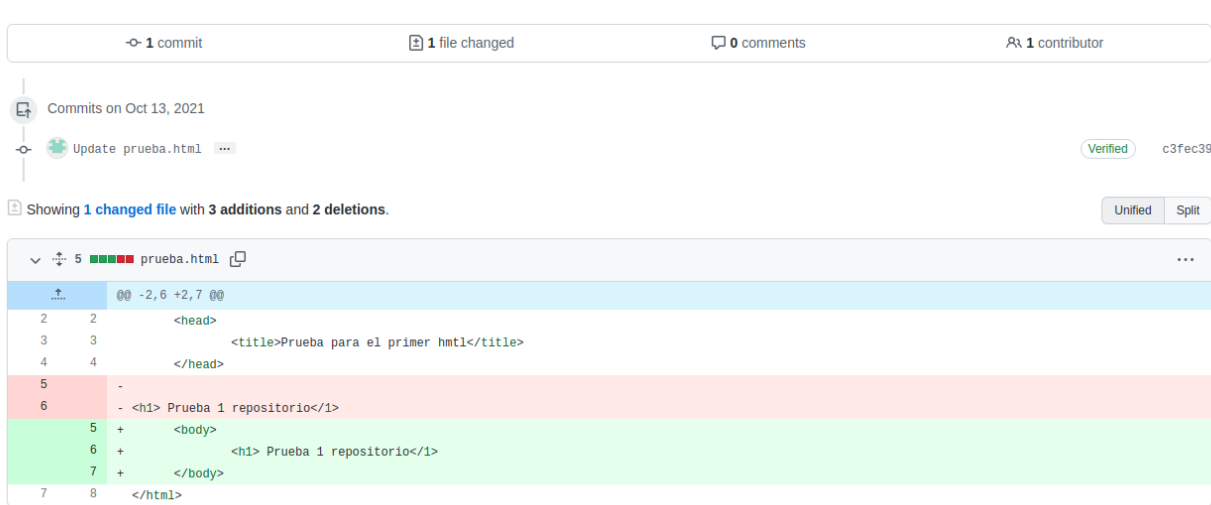 1 commit 1 file changed 0 comments 1 contributor
Commits on Oct 13, 2021
Update prueba.html ... Verified c3fec39
Showing 1 changed file with 3 additions and 2 deletions. Unified Split
5 prueba.html ...
@@ -2,6 +2,7 @@
2 2 <head>
3 3 <title>Prueba para el primer hmtl</title>
4 4 </head>
5 -
6 - <h1> Prueba 1 repositorio</1>
5 + <body>
6 + <h1> Prueba 1 repositorio</1>
7 + </body>
7 8 </html>